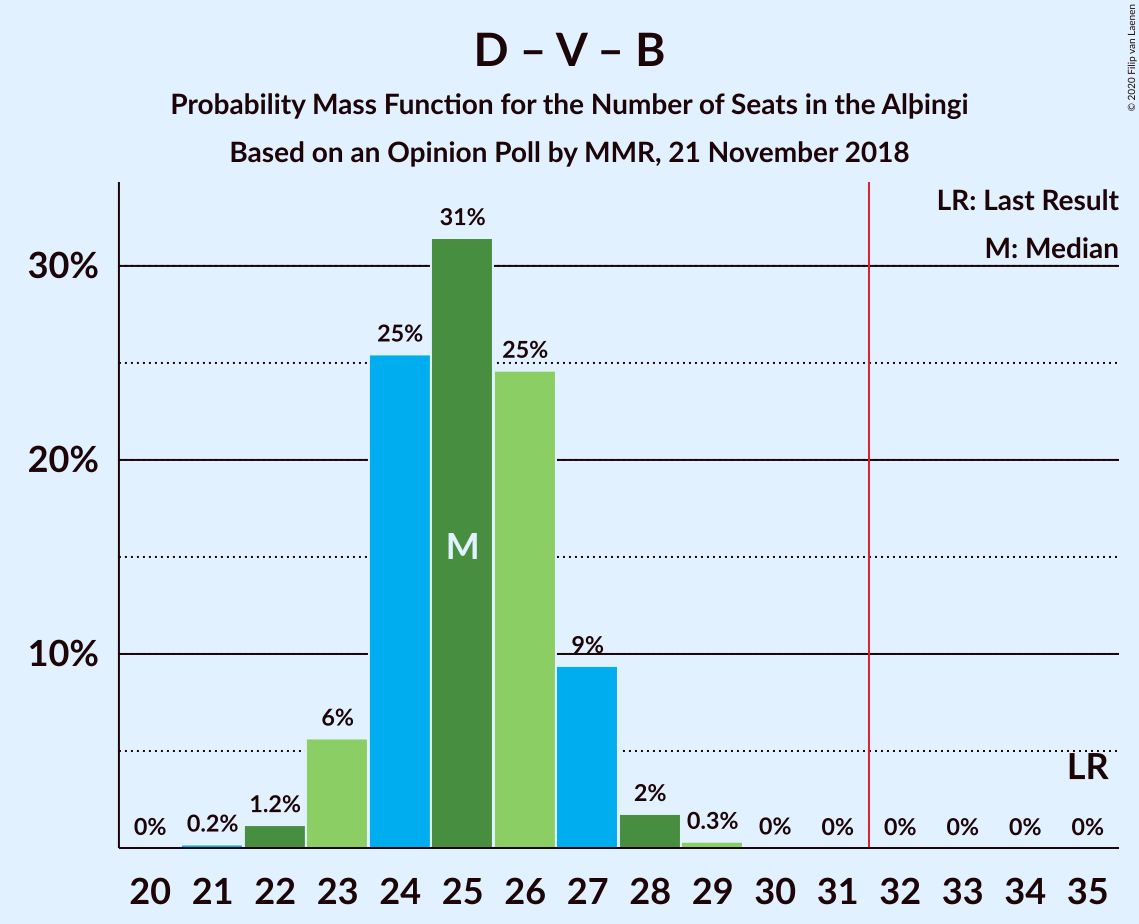 D – V – B
Probability Mass Function for the Number of Seats in the Alþingi
Based on an Opinion Poll by MMR, 21 November 2018
© 2020 Filip van Laenen
LR: Last Result
M: Median
30%
20%
10%
0%
0.2%
1.2%
6%
25%
31%
25%
9%
2%
0.3%
0%
0%
0%
0%
0%
0%
M
LR
20 21 22 23 24 25 26 27 28 29 30 31 32 33 34 35